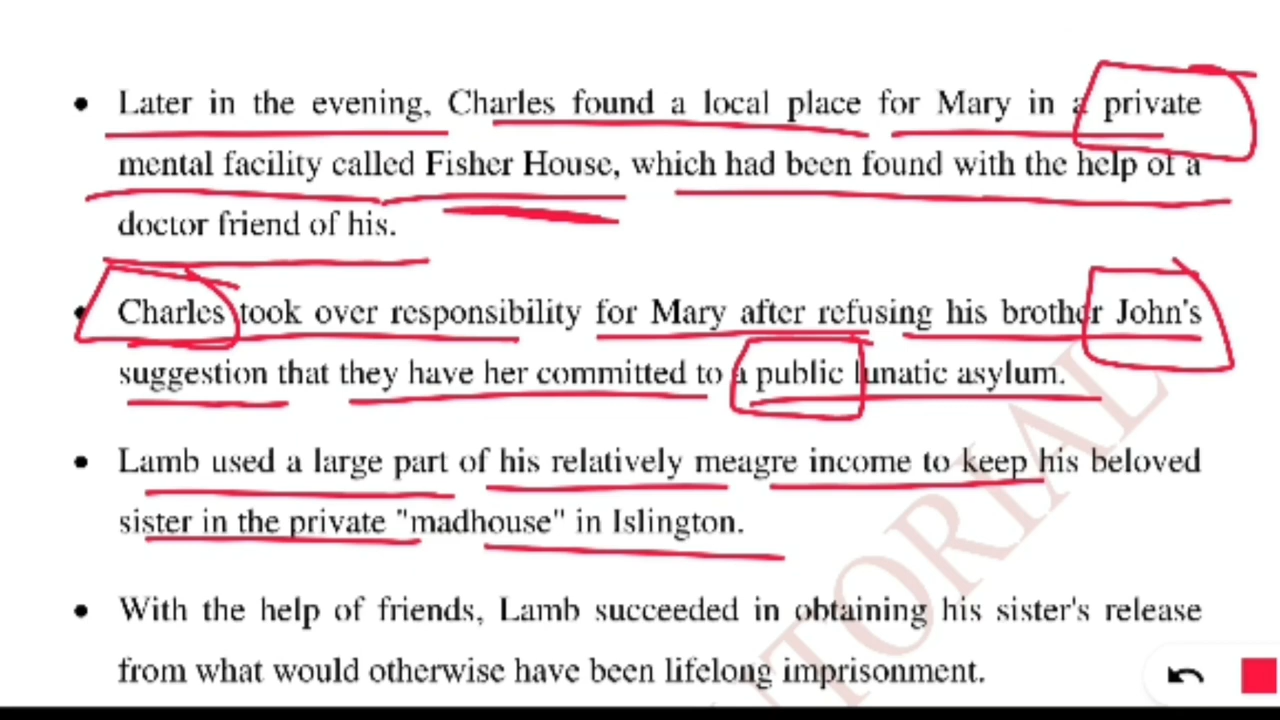 • Later in the evening, Charles found a local place for Mary in a private
mental facility called Fisher House, which had been found with the help of a
doctor friend of his.
• Charles took over responsibility for Mary after refusing his brother John's
suggestion that they have her committed to a public lunatic asylum.
• Lamb used a large part of his relatively meagre income to keep his beloved
sister in the private "madhouse" in Islington.
• With the help of friends, Lamb succeeded in obtaining his sister's release
from what would otherwise have been lifelong imprisonment.
UTORIAL